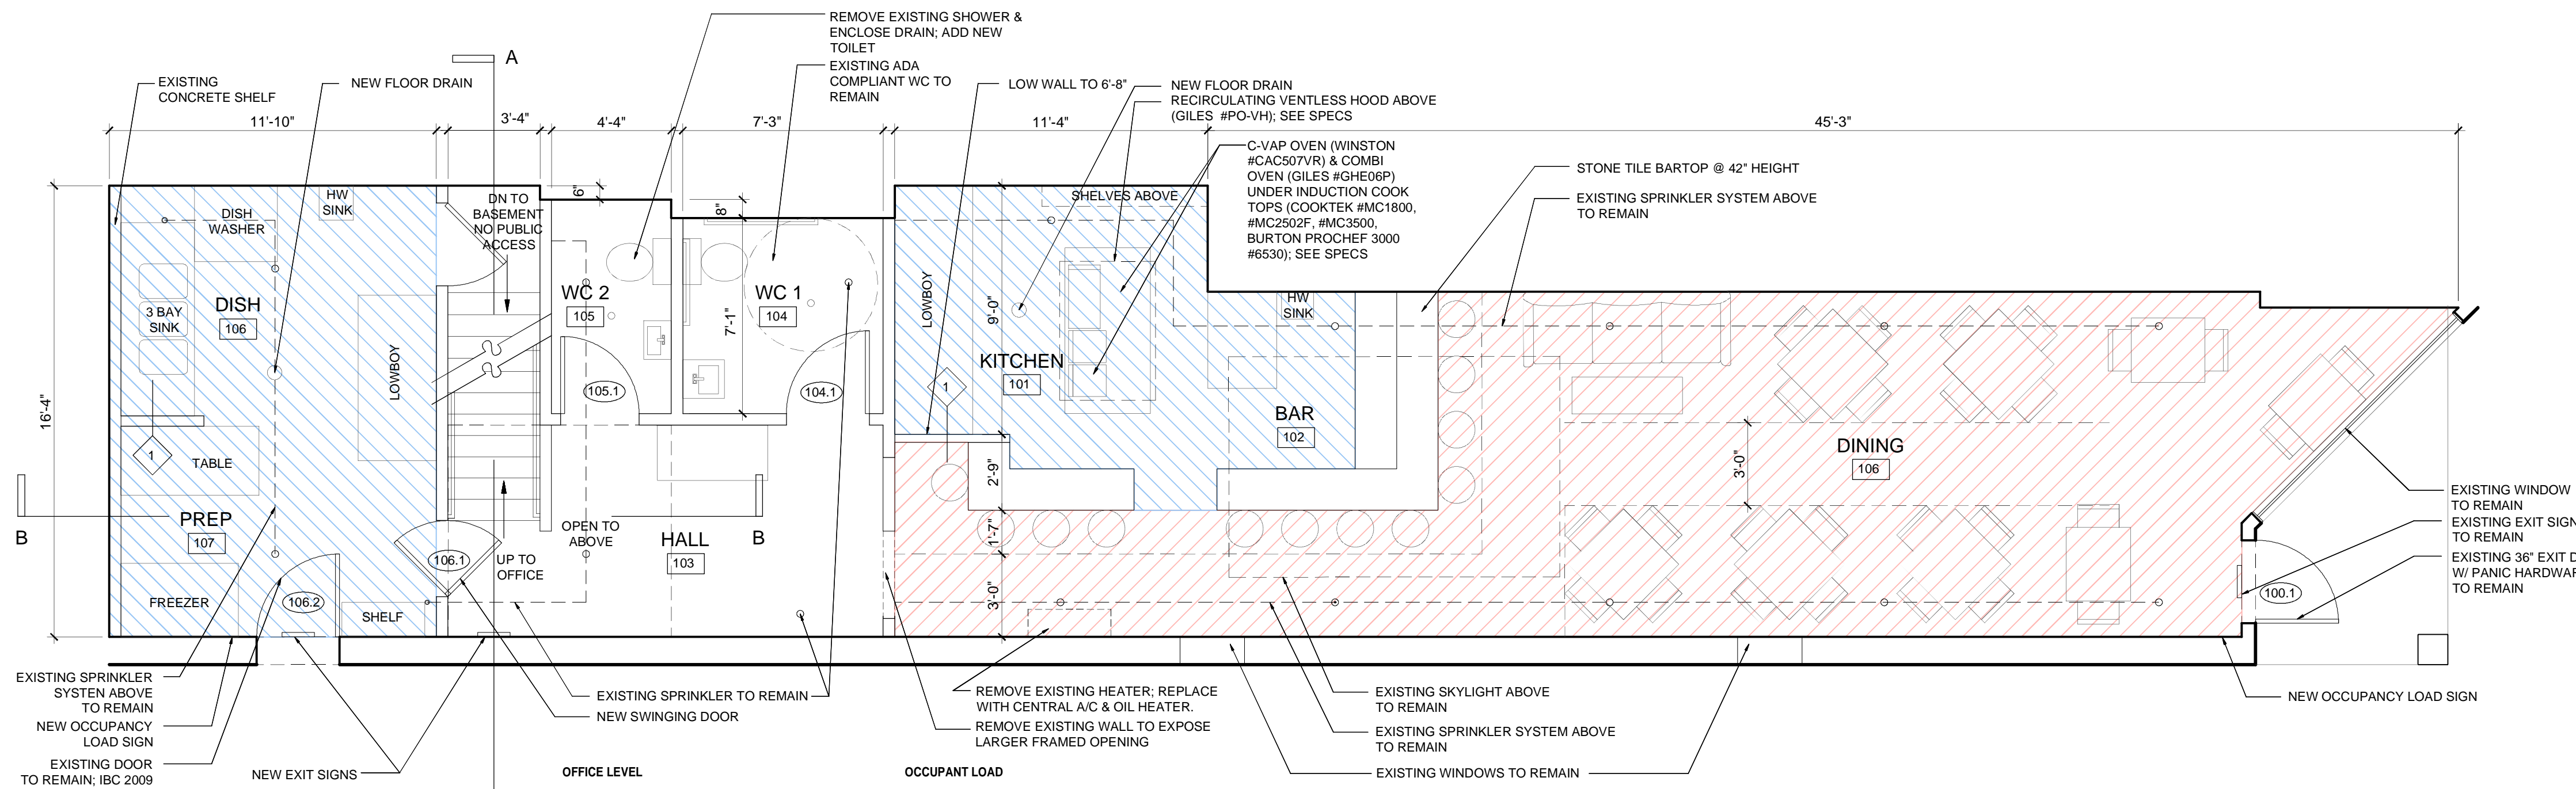 REMOVE EXISTING SHOWER &
ENCLOSE DRAIN; ADD NEW
TOILET
EXISTING ADA
COMPLIANT WC TO
REMAIN
A
EXISTING
CONCRETE SHELF
NEW FLOOR DRAIN
LOW WALL TO 6'-8"
NEW FLOOR DRAIN
RECIRCULATING VENTLESS HOOD ABOVE
(GILES #PO-VH); SEE SPECS
11'-10"
3'-4"
4'-4"
7'-3"
11'-4"
45'-3"
C-VAP OVEN (WINSTON
#CAC507VR) & COMBI
OVEN (GILES #GHE06P)
UNDER INDUCTION COOK
TOPS (COOKTEK #MC1800,
#MC2502F, #MC3500,
BURTON PROCHEF 3000
#6530); SEE SPECS
STONE TILE BARTOP @ 42" HEIGHT
EXISTING SPRINKLER SYSTEM ABOVE
TO REMAIN
HW
SINK
DISH
WASHER
DN TO
BASEMENT
NO PUBLIC
ACCESS
6"
8"
SHELVES ABOVE
DISH
106
3 BAY
SINK
LOWBOY
WC 2
105
WC 1
104
7'-1"
LOWBOY
9'-0"
HW
SINK
KITCHEN
101
1
BAR
102
105.1
104.1
16'-4"
DINING
106
3'-0"
1
TABLE
2'-9"
PREP
107
B
OPEN TO
ABOVE
HALL
103
B
1'-7"
106.1
UP TO
OFFICE
3'-0"
FREEZER
106.2
SHELF
100.1
EXISTING WINDOW
TO REMAIN
EXISTING EXIT SIGN
TO REMAIN
EXISTING 36" EXIT D
W/ PANIC HARDWAR
TO REMAIN
EXISTING SPRINKLER
SYSTEN ABOVE
TO REMAIN
NEW OCCUPANCY
LOAD SIGN
EXISTING DOOR
TO REMAIN; IBC 2009
NEW EXIT SIGNS
EXISTING SPRINKLER TO REMAIN
NEW SWINGING DOOR
REMOVE EXISTING HEATER; REPLACE
WITH CENTRAL A/C & OIL HEATER.
REMOVE EXISTING WALL TO EXPOSE
LARGER FRAMED OPENING
EXISTING SKYLIGHT ABOVE
TO REMAIN
EXISTING SPRINKLER SYSTEM ABOVE
TO REMAIN
EXISTING WINDOWS TO REMAIN
NEW OCCUPANCY LOAD SIGN
OFFICE LEVEL
OCCUPANT LOAD